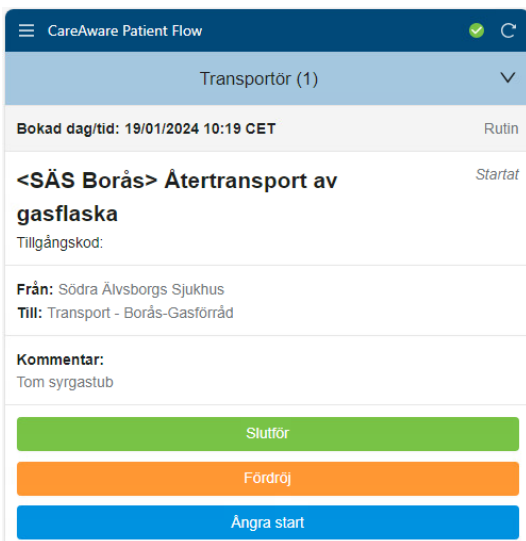 CareAware Patient Flow
Transportör (1)
Bokad dag/tid: 19/01/2024 10:19 CET Rutin
<SÄS Borås> Återtransport av Startat
gasflaska
Tillgångskod:
Från: Södra Älvsborgs Sjukhus
Till: Transport - Borås-Gasförråd
Kommentar:
Tom syrgastub
Slutför
Fördröj
Ångra start